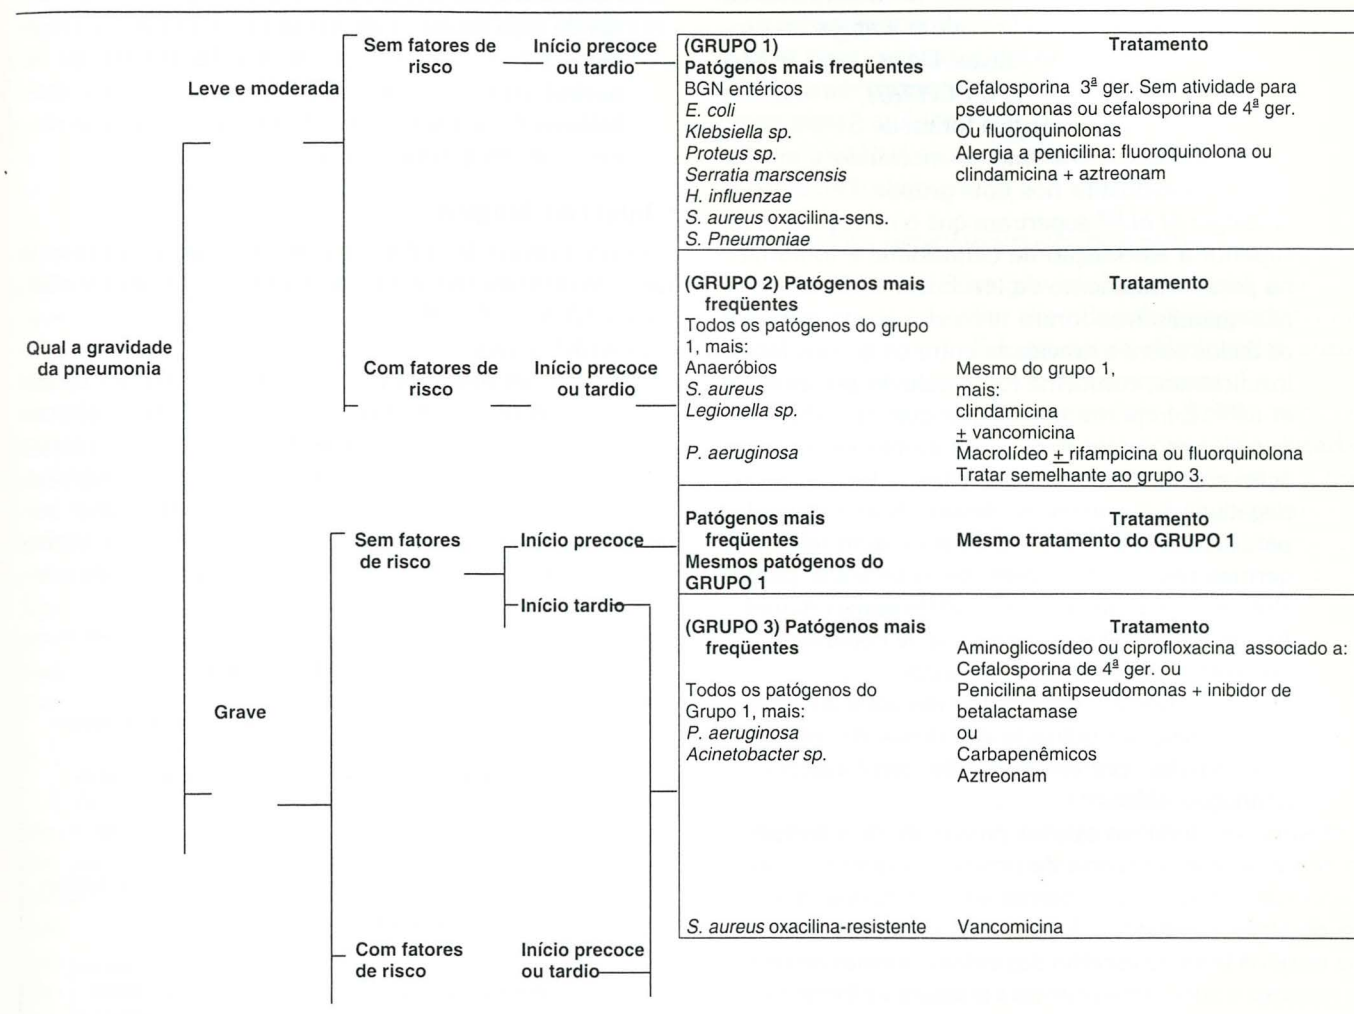 Qual a gravidade
da pneumonia
Leve e moderada
Sem fatores de
risco
Início precoce
ou tardio
(GRUPO 1)
Patógenos mais freqüentes
BGN entéricos
E. coli
Klebsiella sp.
Proteus sp.
Serratia marscensis
H. influenzae
S. aureus oxacilina-sens.
S. Pneumoniae
Tratamento
Cefalosporina 3ª ger. Sem atividade para
pseudomonas ou cefalosporina de 4ª ger.
Ou fluoroquinolonas
Alergia a penicilina: fluoroquinolona ou
clindamicina + aztreonam
Com fatores de
risco
Início precoce
ou tardio
(GRUPO 2) Patógenos mais
freqüentes
Todos os patógenos do grupo
1, mais:
Anaeróbios
S. aureus
Legionella sp.
P. aeruginosa
Tratamento
Mesmo do grupo 1,
mais:
clindamicina
± vancomicina
Macrolídeo ± rifampicina ou fluorquinolona
Tratar semelhante ao grupo 3.
Grave
Sem fatores
de risco
Início precoce
Patógenos mais
freqüentes
Mesmos patógenos do
GRUPO 1
Tratamento
Mesmo tratamento do GRUPO 1
Início tardio
(GRUPO 3) Patógenos mais
freqüentes
Todos os patógenos do
Grupo 1, mais:
P. aeruginosa
Acinetobacter sp.
Tratamento
Aminoglicosídeo ou ciprofloxacina associado a:
Cefalosporina de 4ª ger. ou
Penicilina antipseudomonas + inibidor de
betalactamase
ou
Carbapenêmicos
Aztreonam
S. aureus oxacilina-resistente
Vancomicina
Com fatores
de risco
Início precoce
ou tardio